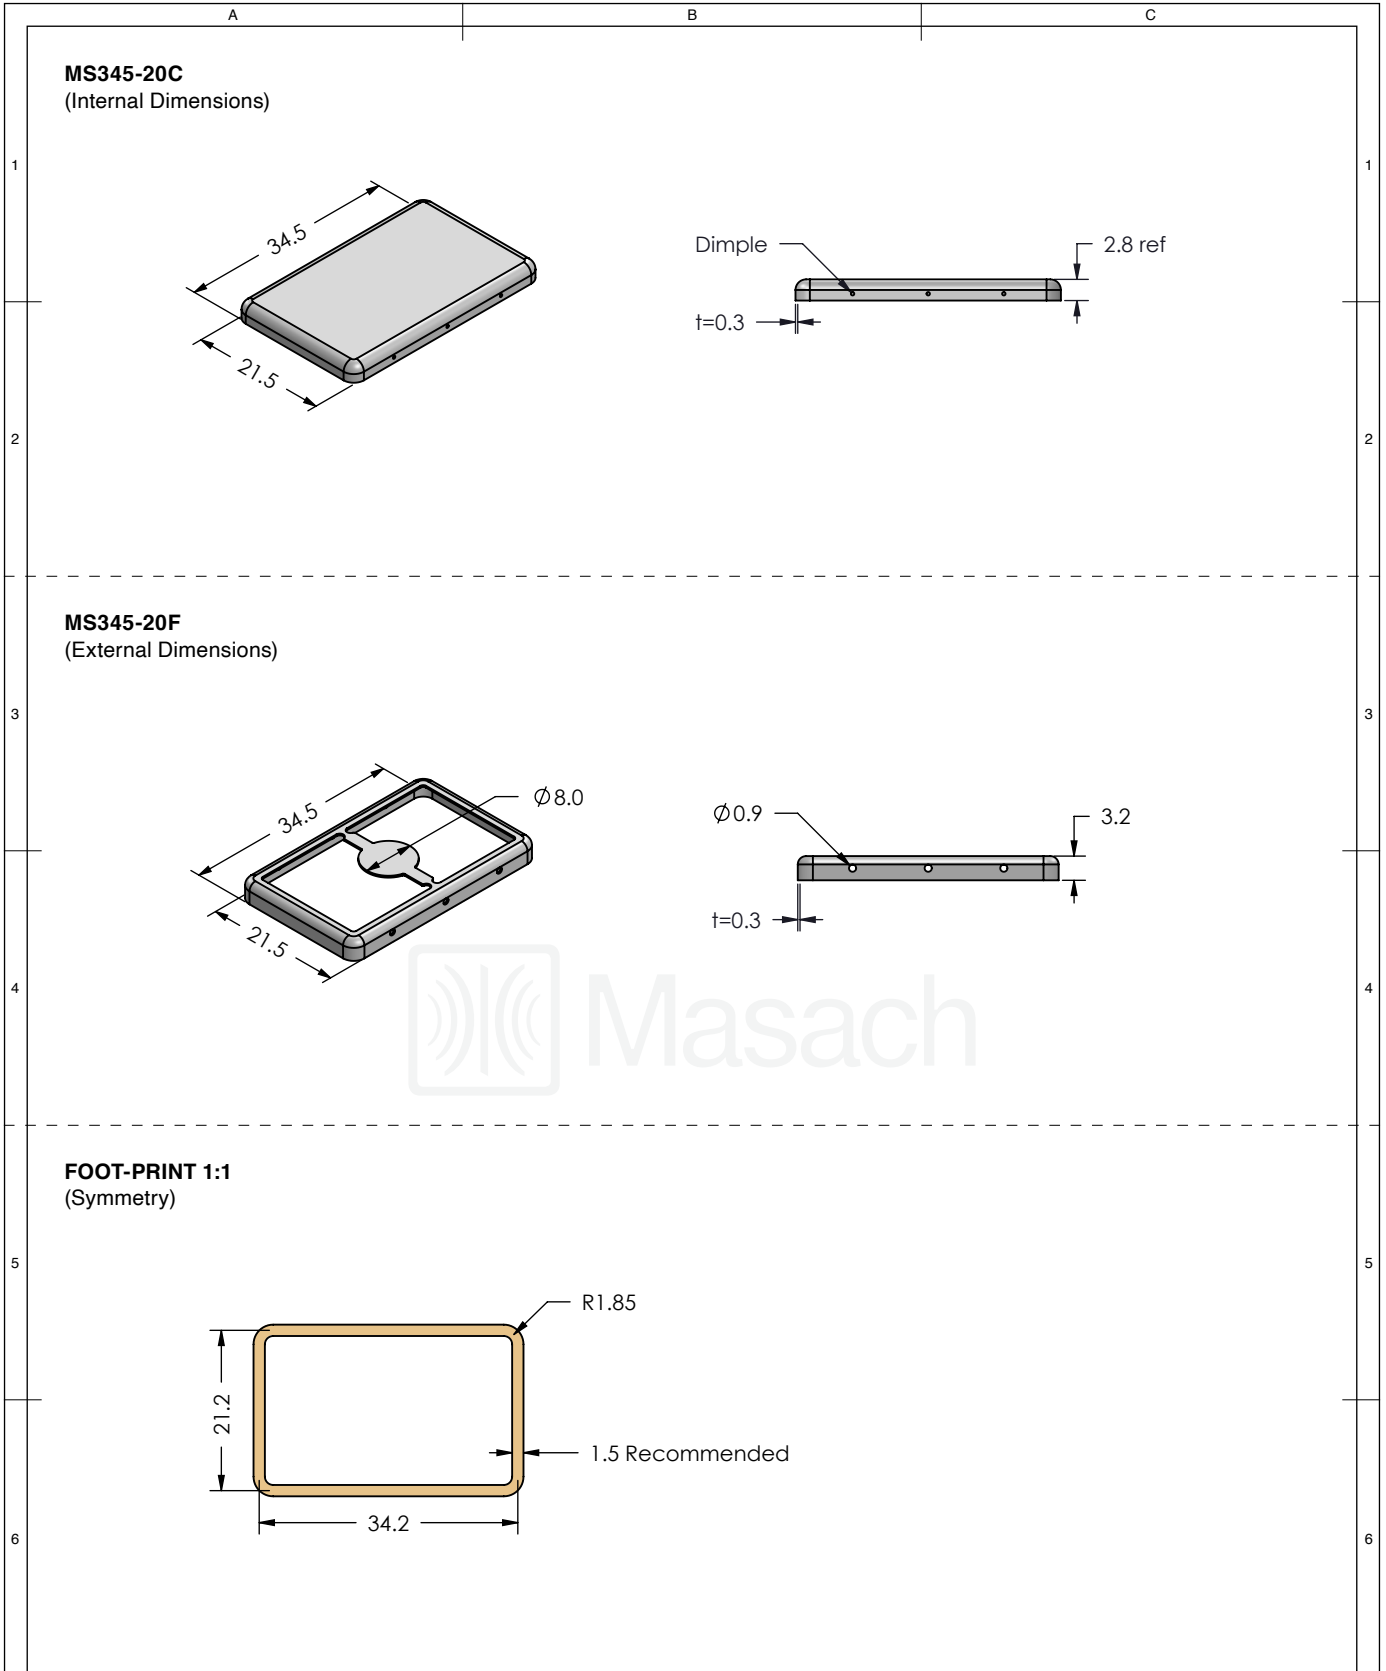 A B C
MS345-20C
(Internal Dimensions)
1 1
34.5
21.5
Dimple
2.8 ref
t=0.3
2 2
MS345-20F
(External Dimensions)
3 3
34.5
Ø8.0
21.5
Ø0.9
3.2
t=0.3
4 4
Masach
FOOT-PRINT 1:1
(Symmetry)
5 5
R1.85
21.2
1.5 Recommended
34.2
6 6